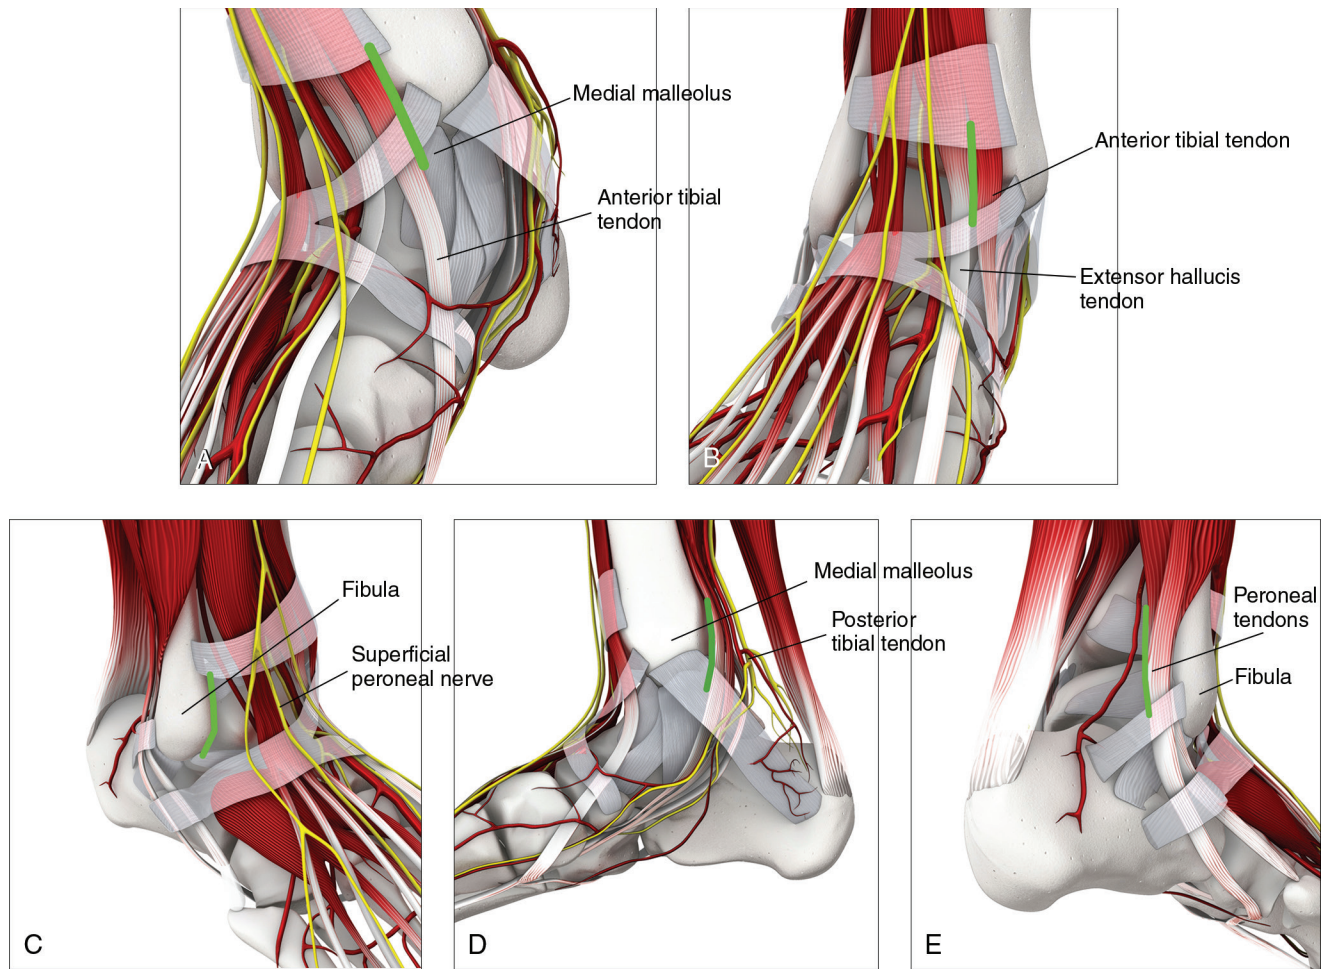 Medial malleolus
Anterior tibial
tendon
A
Anterior tibial tendon
Extensor hallucis
tendon
B
Fibula
Superficial
peroneal nerve
C
Medial malleolus
Posterior
tibial tendon
D
Peroneal
tendons
Fibula
E